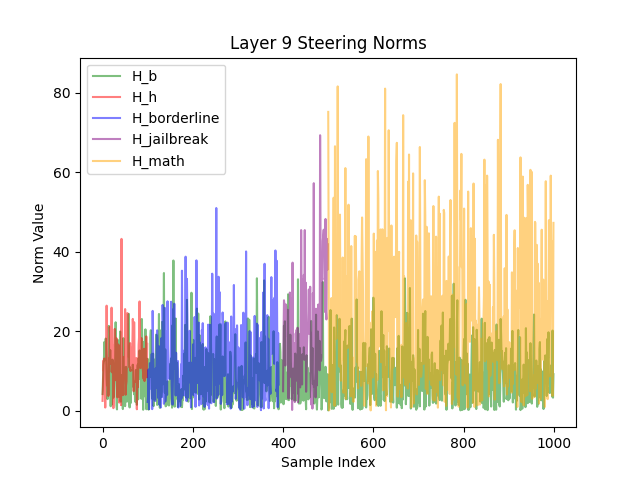 Layer 9 Steering Norms
H_b
H_h
H_borderline
H_jailbreak
H_math
Norm Value
80
60
40
20
0
0 200 400 600 800 1000
Sample Index